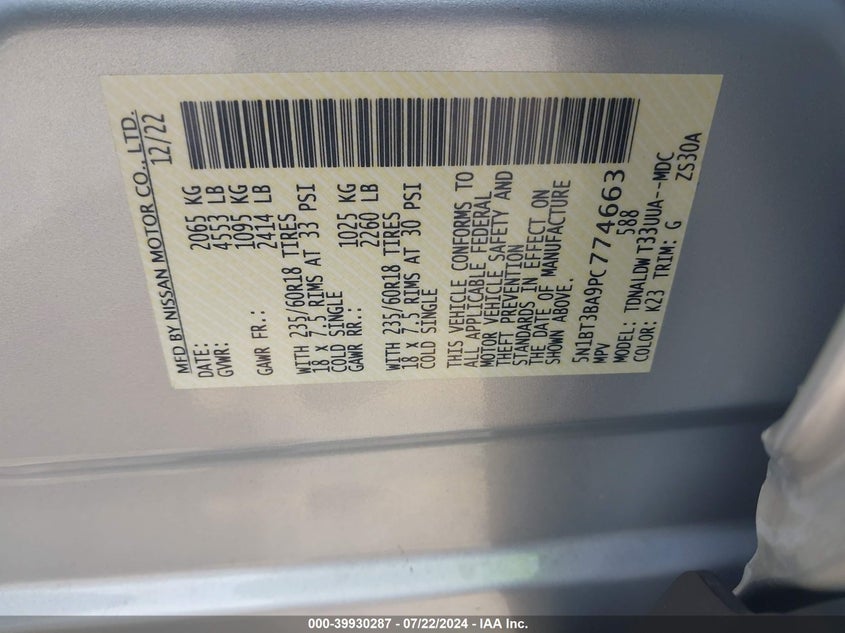 MFD BY NISSAN MOTOR CO., LTD.
DATE: 12/22
GVWR: 2065 KG
4553 LB
GAWR FR.: 1095 KG
2414 LB
WITH 235/60R18 TIRES
18 X 7.5 RIMS AT 33 PSI
COLD SINGLE
GAWR RR.: 1025 KG
2260 LB
WITH 235/60R18 TIRES
18 X 7.5 RIMS AT 30 PSI
COLD SINGLE
THIS VEHICLE CONFORMS TO
ALL APPLICABLE FEDERAL
MOTOR VEHICLE SAFETY AND
THEFT PREVENTION
STANDARDS IN EFFECT ON
THE DATE OF MANUFACTURE
SHOWN ABOVE.
5N1BT3BA9PC774663
MPV 588
MODEL: TDNALDW T33UUA--MDC
COLOR: K23 TRIM: G
ZS30A
000-39930287 - 07/22/2024 - IAA Inc.